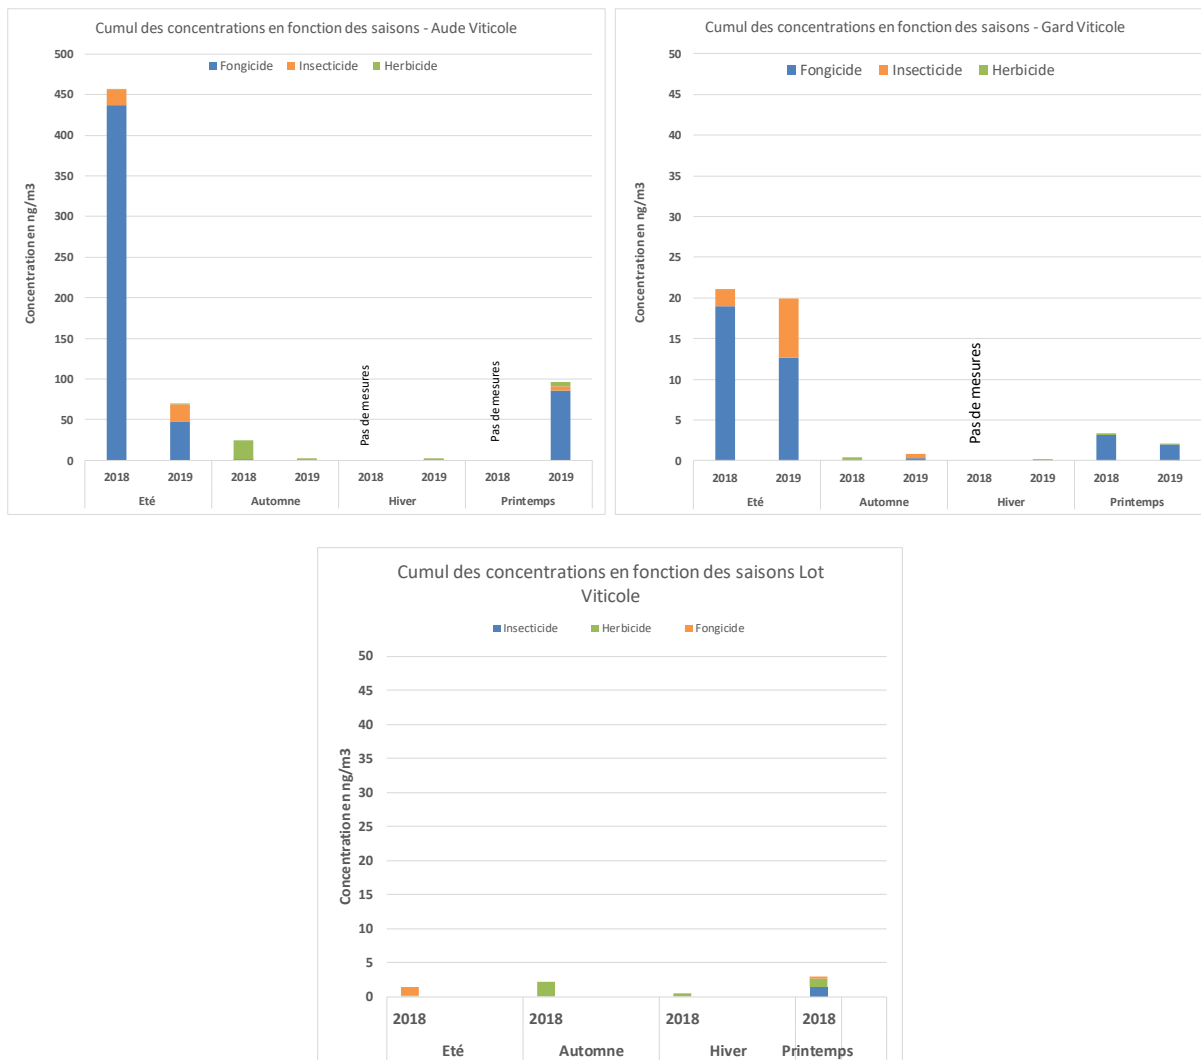 Cumul des concentrations en fonction des saisons - Aude Viticole
Fongicide Insecticide Herbicide
Concentration en ng/m3
500
450
400
350
300
250
200
150
100
50
0
Pas de mesures
Pas de mesures
2018 2019 2018 2019 2018 2019 2018 2019
Eté Automne Hiver Printemps
Cumul des concentrations en fonction des saisons - Gard Viticole
Fongicide Insecticide Herbicide
Concentration en ng/m3
50
45
40
35
30
25
20
15
10
5
0
Pas de mesures
2018 2019 2018 2019 2018 2019 2018 2019
Eté Automne Hiver Printemps
Cumul des concentrations en fonction des saisons Lot
Viticole
Insecticide Herbicide Fongicide
Concentration en ng/m3
50
45
40
35
30
25
20
15
10
5
0
2018 2018 2018 2018
Eté Automne Hiver Printemps